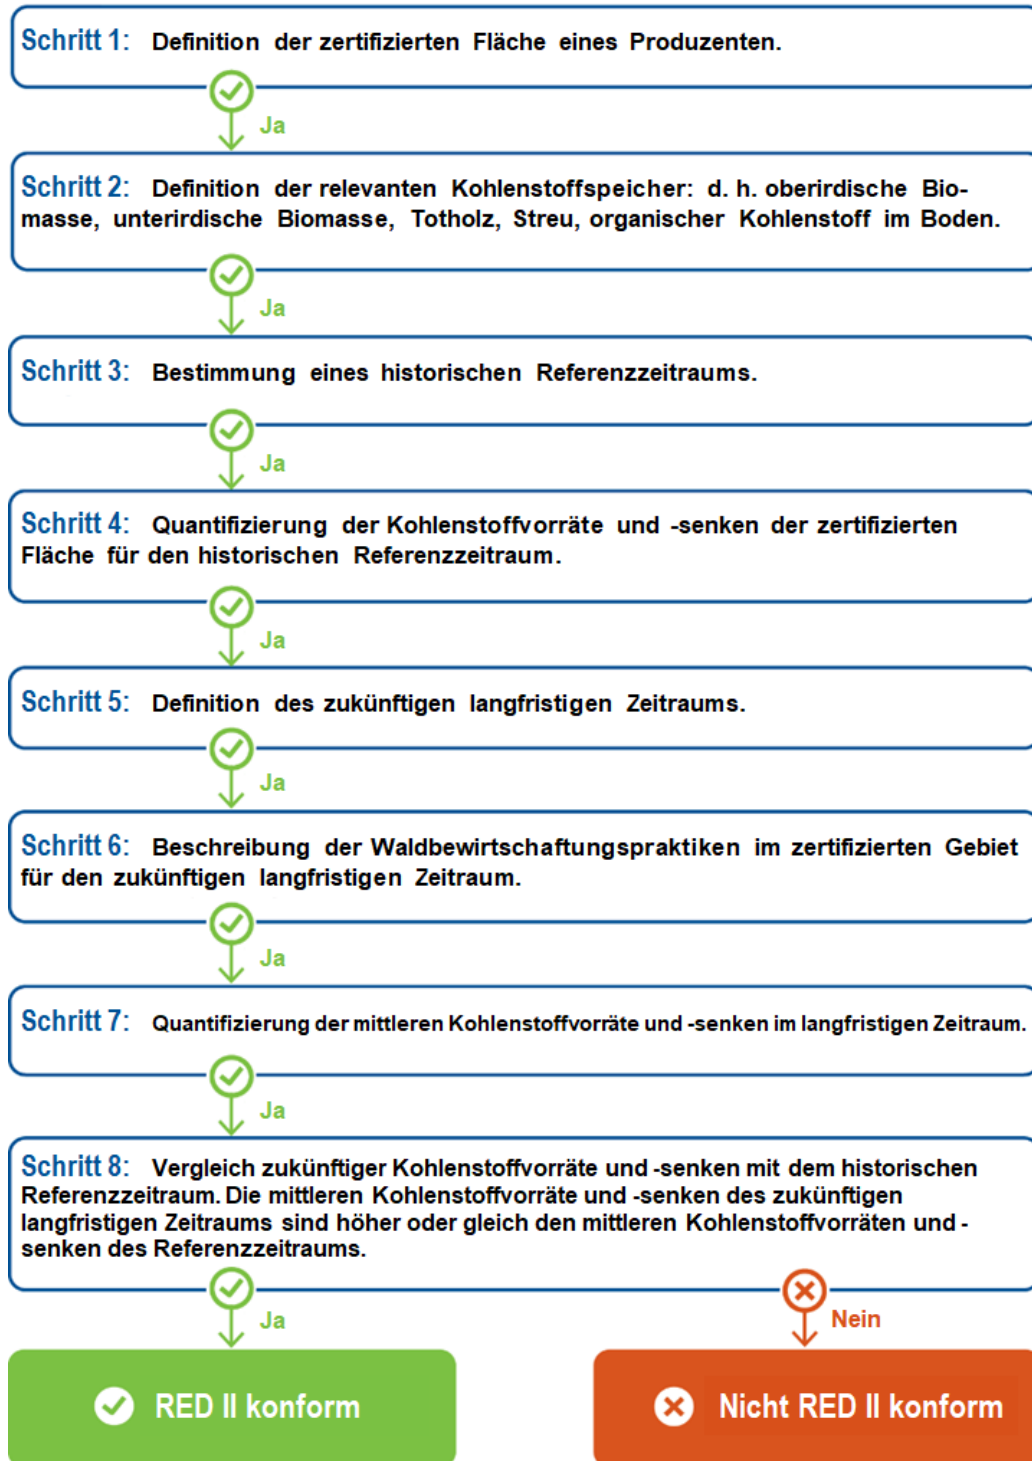 Schritt 1: Definition der zertifizierten Fläche eines Produzenten.
Ja
Schritt 2: Definition der relevanten Kohlenstoffspeicher: d. h. oberirdische Bio-
masse, unterirdische Biomasse, Totholz, Streu, organischer Kohlenstoff im Boden.
Ja
Schritt 3: Bestimmung eines historischen Referenzzeitraums.
Ja
Schritt 4: Quantifizierung der Kohlenstoffvorräte und -senken der zertifizierten
Fläche für den historischen Referenzzeitraum.
Ja
Schritt 5: Definition des zukünftigen langfristigen Zeitraums.
Ja
Schritt 6: Beschreibung der Waldbewirtschaftungspraktiken im zertifizierten Gebiet
für den zukünftigen langfristigen Zeitraum.
Ja
Schritt 7: Quantifizierung der mittleren Kohlenstoffvorräte und -senken im langfristigen Zeitraum.
Ja
Schritt 8: Vergleich zukünftiger Kohlenstoffvorräte und -senken mit dem historischen
Referenzzeitraum. Die mittleren Kohlenstoffvorräte und -senken des zukünftigen
langfristigen Zeitraums sind höher oder gleich den mittleren Kohlenstoffvorräten und -
senken des Referenzzeitraums.
Ja
Nein
RED II konform
Nicht RED II konform